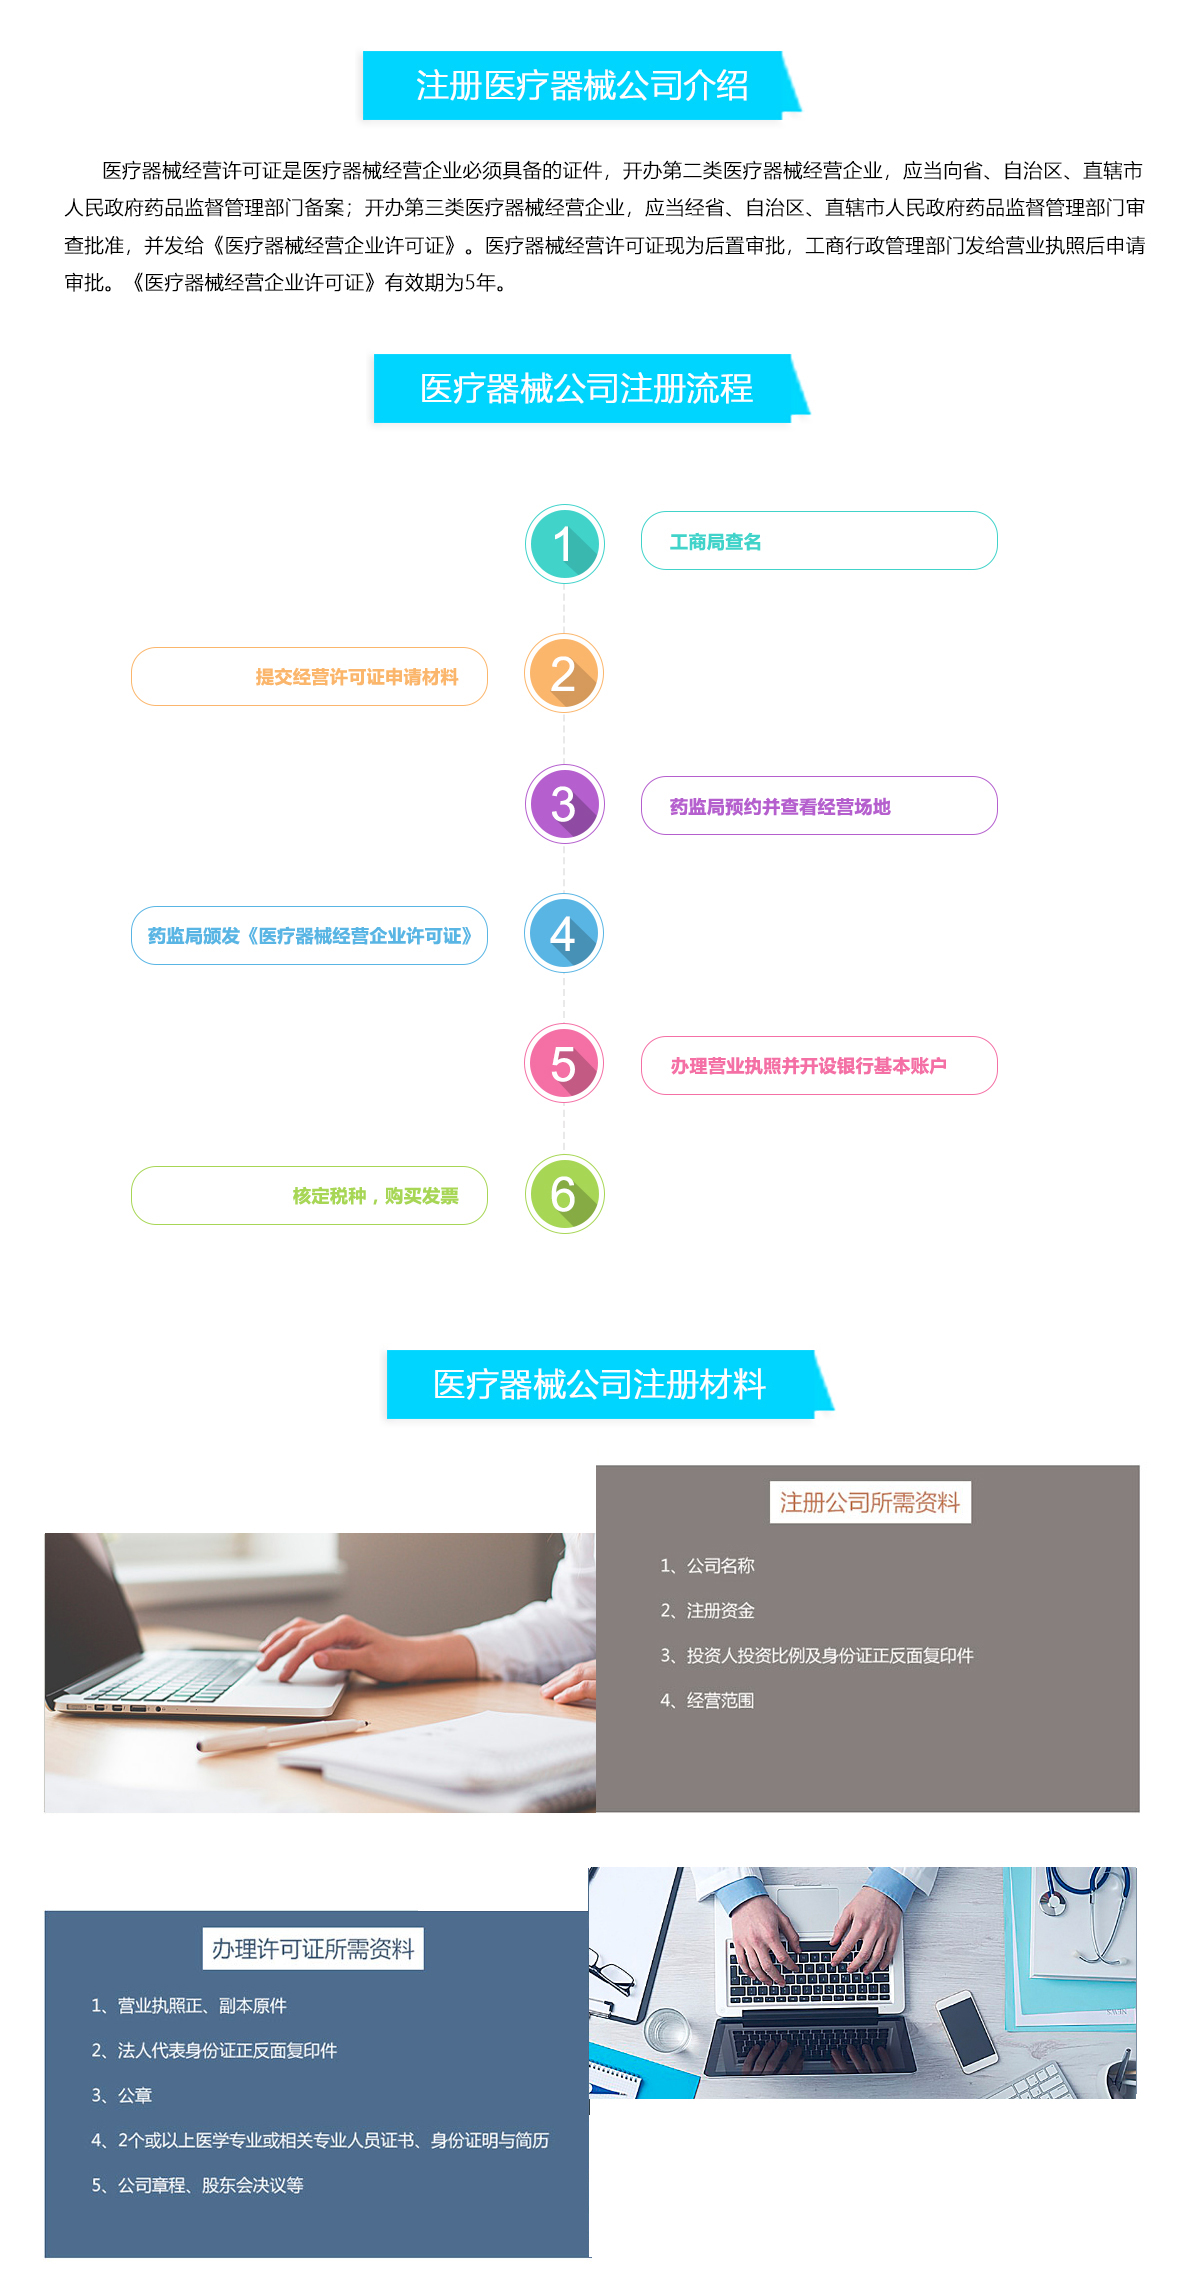 注册医疗器械公司介绍
医疗器械经营许可证是医疗器械经营企业必须具备的证件，开办第二类医疗器械经营企业，应当向省、自治区、直辖市
人民政府药品监督管理部门备案；开办第三类医疗器械经营企业，应当经省、自治区、直辖市人民政府药品监督管理部门审
查批准，并发给《医疗器械经营企业许可证》。医疗器械经营许可证现为后置审批，工商行政管理部门发给营业执照后申请
审批。《医疗器械经营企业许可证》有效期为5年。
医疗器械公司注册流程
1
工商局查名
2
提交经营许可证申请材料
3
药监局预约并查看经营场地
4
药监局颁发《医疗器械经营企业许可证》
5
办理营业执照并开设银行基本账户
6
核定税种，购买发票
医疗器械公司注册材料
注册公司所需资料
1、公司名称
2、注册资金
3、投资人投资比例及身份证正反面复印件
4、经营范围
办理许可证所需资料
1、营业执照正、副本原件
2、法人代表身份证正反面复印件
3、公章
4、2个或以上医学专业或相关专业人员证书、身份证明与简历
5、公司章程、股东会决议等